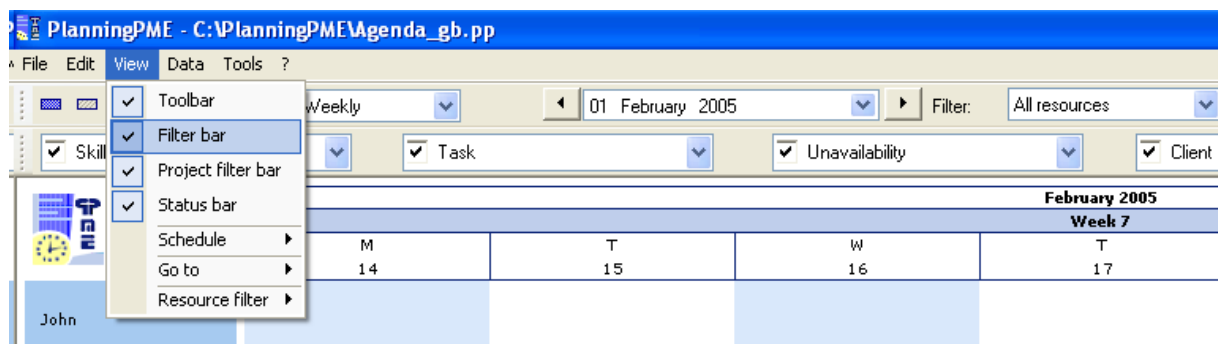 PlanningPME - C:\PlanningPME\Agenda_gb.pp
File Edit View Data Tools ?
Toolbar
Weekly
01 February 2005
Filter:
All resources
Filter bar
Skill
Task
Unavailability
Client
Project filter bar
Status bar
PME
February 2005
Week 7
Schedule
M T W T
Go to
14 15 16 17
Resource filter
John